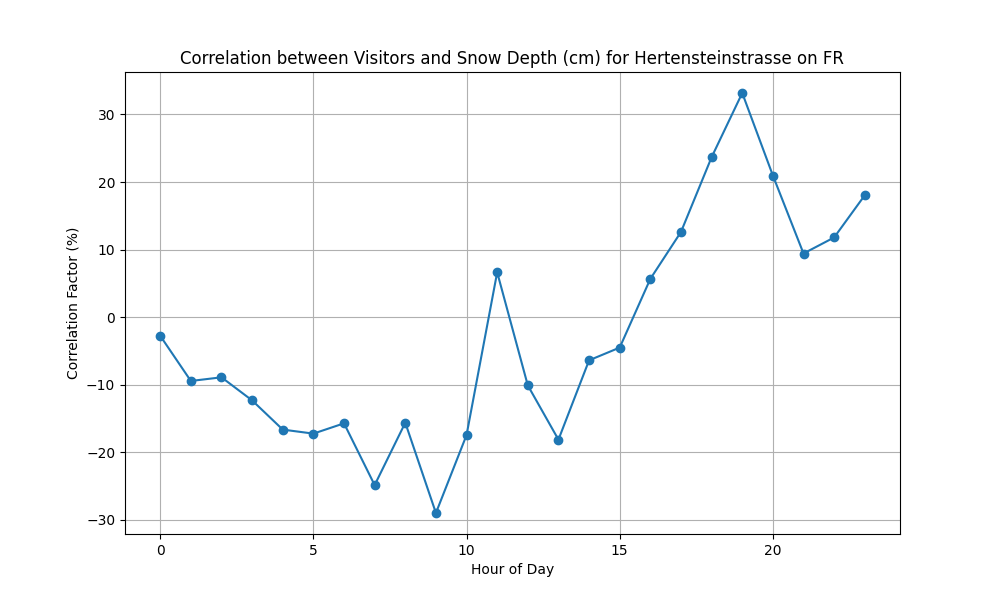 Correlation between Visitors and Snow Depth (cm) for Hertensteinstrasse on FR
Correlation Factor (%)
30
20
10
0
−10
−20
−30
0 5 10 15 20
Hour of Day